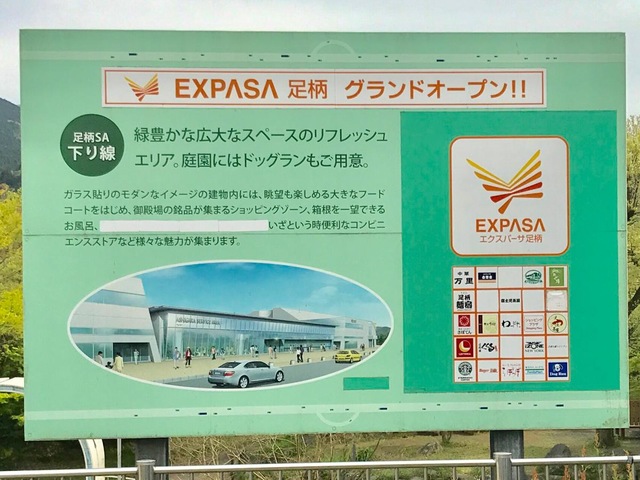 EXPASA 足柄 グランドオープン!!
足柄SA
下り線
緑豊かな広大なスペースのリフレッシュ
エリア。庭園にはドッグランもご用意。
ガラス貼りのモダンなイメージの建物内には、眺望も楽しめる大きなフード
コートをはじめ、御殿場の銘品が集まるショッピングゾーン、箱根を一望できる
お風呂、
いざという時便利なコンビニ
エンスストアなど様々な魅力が集まります。
EXPASA
エクスパーサ足柄
中華
万里
足柄